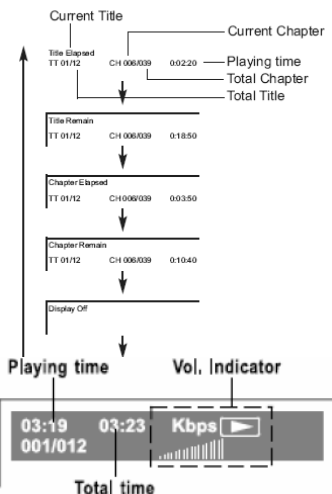 Current Title
Current Chapter
Title Elapsed
TT 01/12 CH 006/039 0:02:20
Playing time
Total Chapter
Total Title
Title Remain
TT 01/12 CH 006/039 0:18:50
Chapter Elapsed
TT 01/12 CH 006/039 0:03:50
Chapter Remain
TT 01/12 CH 006/039 0:10:40
Display Off
Playing time Vol. Indicator
03:19 03:23 Kbps
001/012
Total time